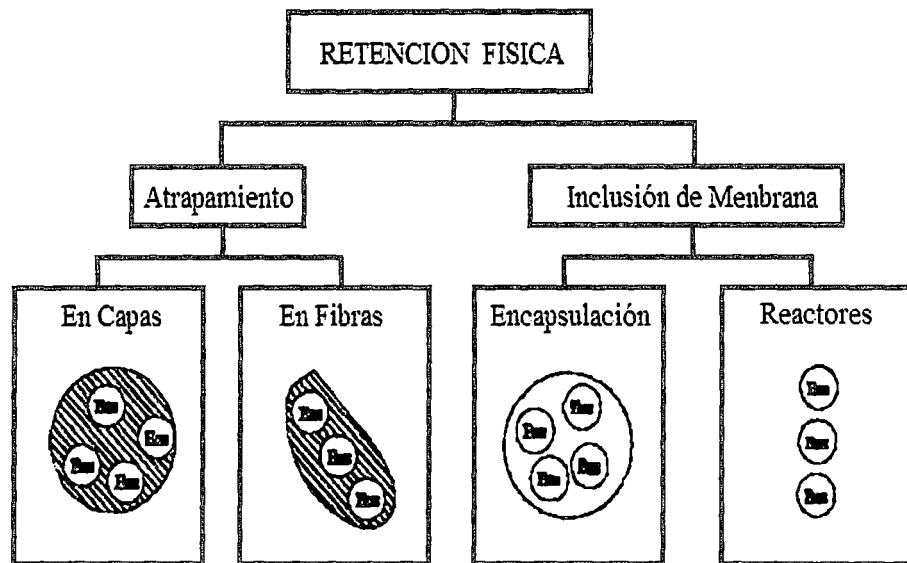 RETENCION FISICA
Atrapamiento
Inclusión de Menbrana
En Capas
En Fibras
Encapsulación
Reactores